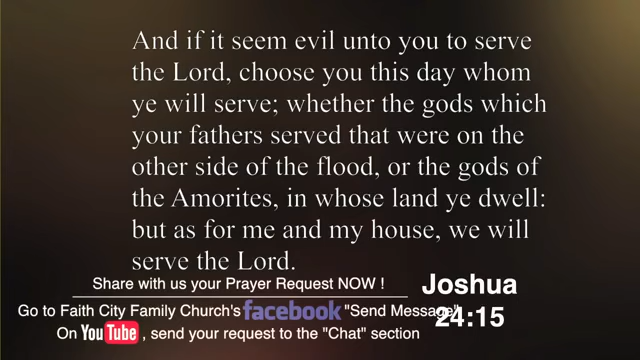 And if it seem evil unto you to serve
the Lord, choose you this day whom
ye will serve; whether the gods which
your fathers served that were on the
other side of the flood, or the gods of
the Amorites, in whose land ye dwell:
but as for me and my house, we will
serve the Lord.
Share with us your Prayer Request NOW !
Joshua
24:15
Go to Faith City Family Church's facebook "Send Message"
On YouTube , send your request to the "Chat" section